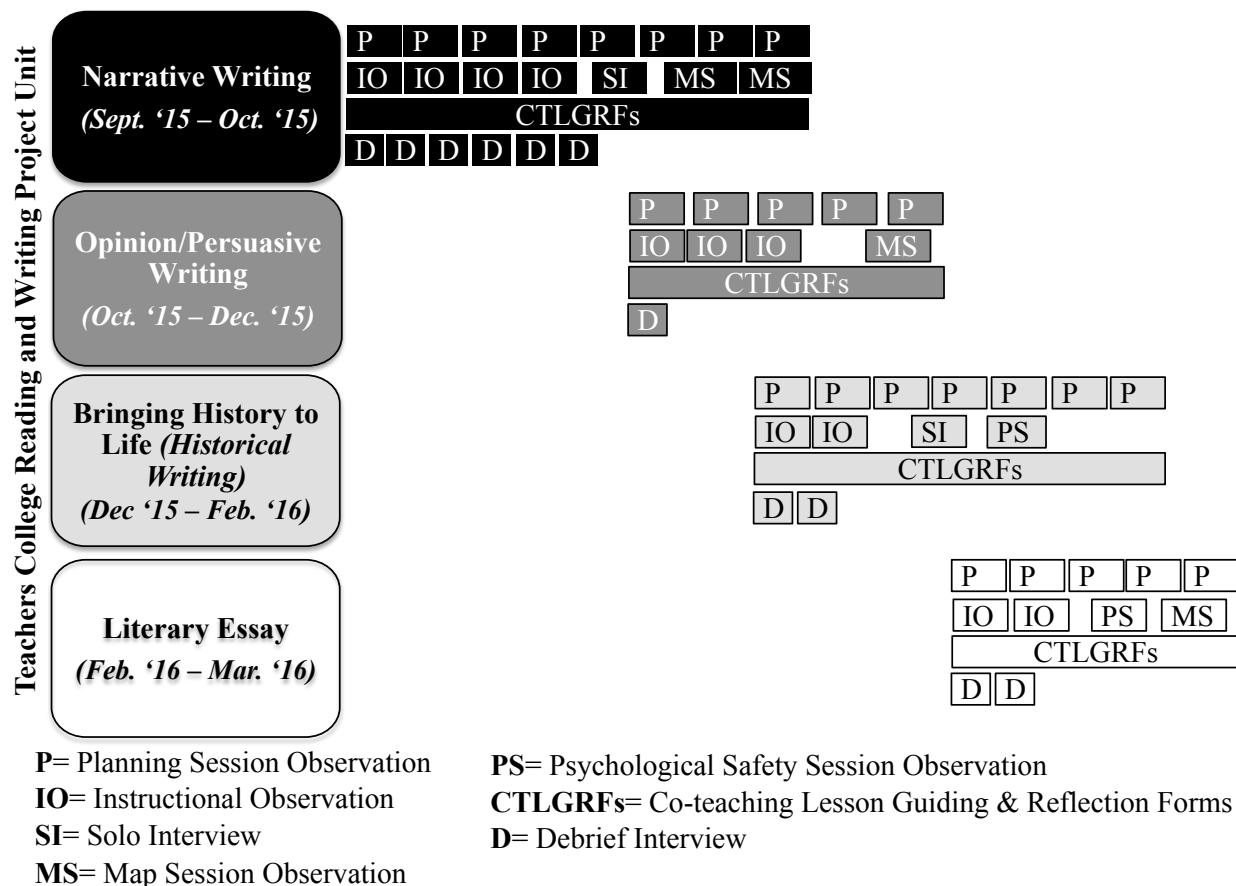 Teachers College Reading and Writing Project Unit
Narrative Writing
(Sept. ‘15 – Oct. ‘15)
P P P P P P P P
IO IO IO IO SI MS MS
CTLGRFs
D D D D D D
Opinion/Persuasive
Writing
(Oct. ‘15 – Dec. ‘15)
P P P P P
IO IO IO MS
CTLGRFs
D
Bringing History to
Life (Historical
Writing)
(Dec ‘15 – Feb. ‘16)
P P P P P P P
IO IO SI PS
CTLGRFs
D D
Literary Essay
(Feb. ‘16 – Mar. ‘16)
P P P P P
IO IO PS MS
CTLGRFs
D D
P= Planning Session Observation
IO= Instructional Observation
SI= Solo Interview
MS= Map Session Observation
PS= Psychological Safety Session Observation
CTLGRFs= Co-teaching Lesson Guiding & Reflection Forms
D= Debrief Interview